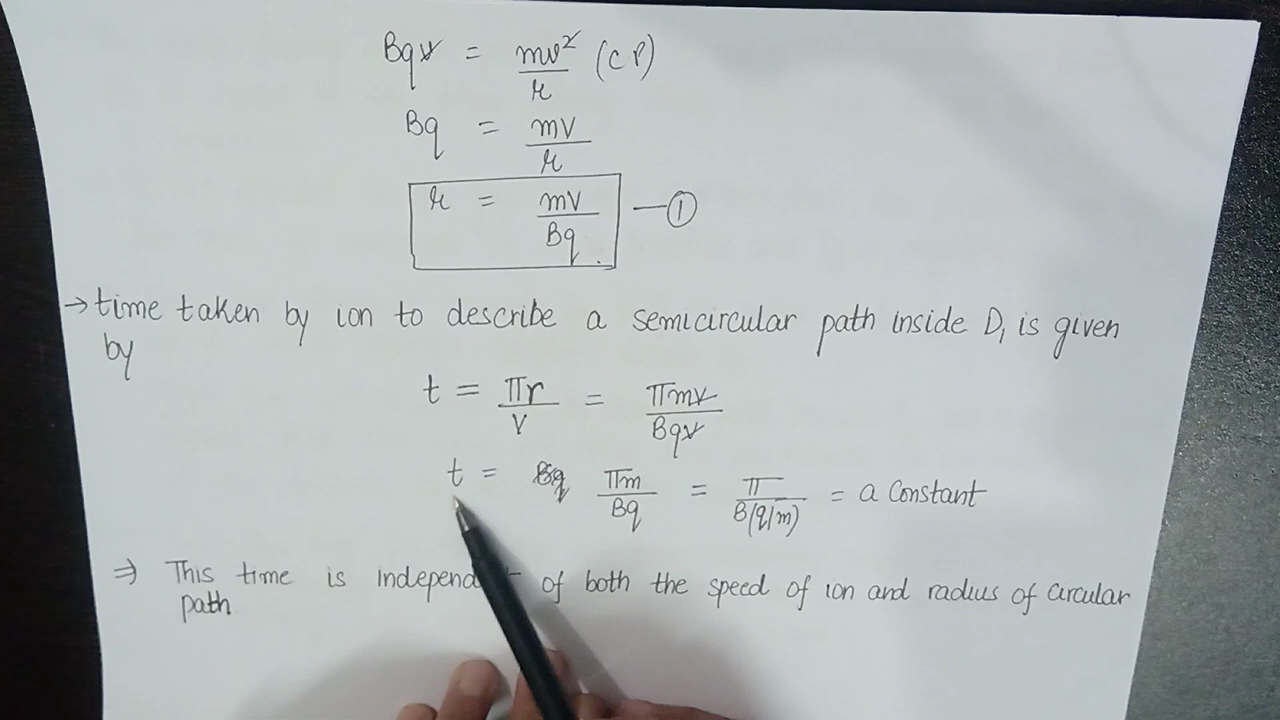 Bqv = mv²/r (CP)
Bq = mv/r
r = mv/Bq —①
→ time taken by ion to describe a semicircular path inside D₁ is given
by
t = πr/v = πmv/Bqv
t = Bq πm/Bq = π/B(q/m) = a constant
⇒ This time is of both the speed of ion and radius of circular
path